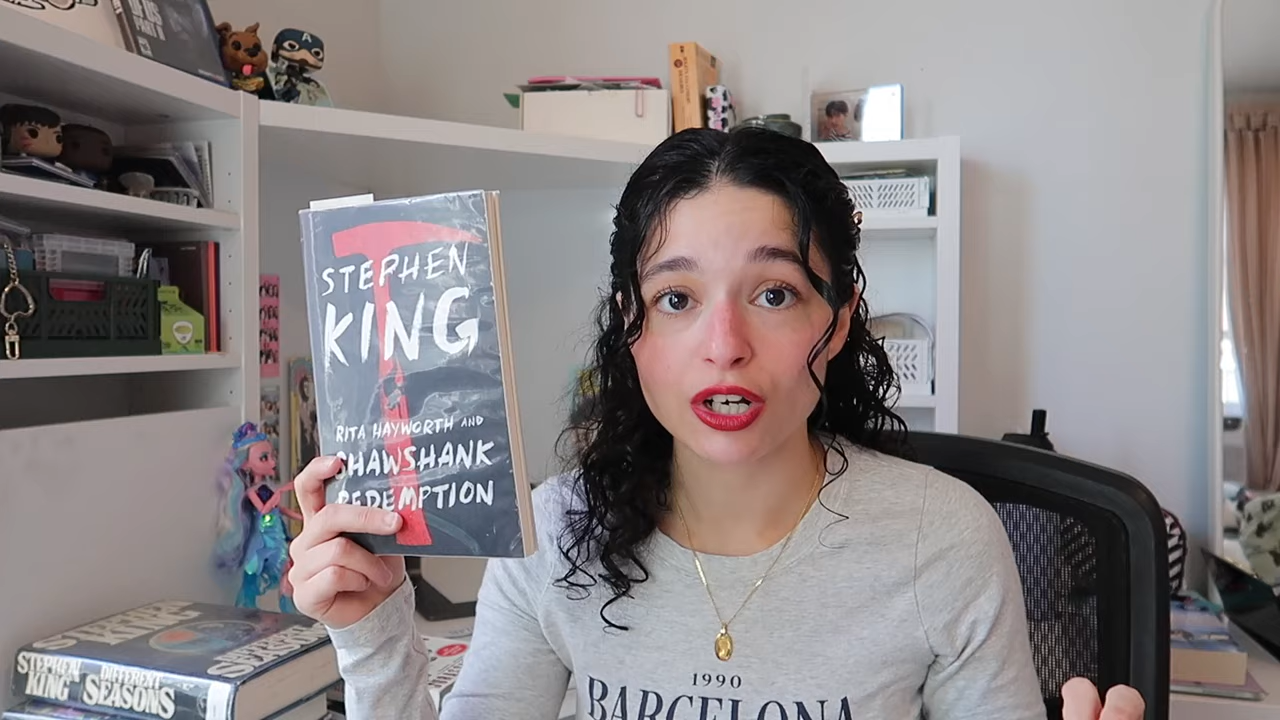 STEPHEN
KING
RITA HAYWORTH AND
SHAWSHANK
REDEMPTION
1990
BARCELONA
STEPHEN
KING
DIFFERENT
SEASONS